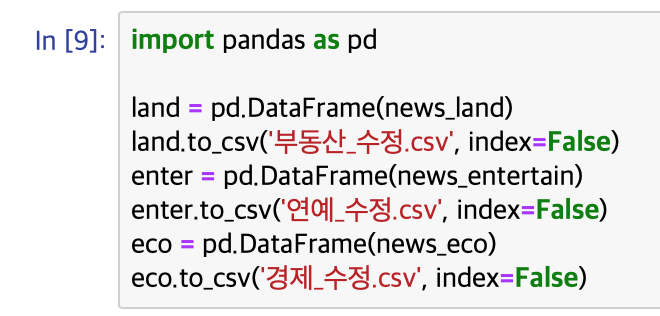 In [9]: import pandas as pd
land = pd.DataFrame(news_land)
land.to_csv('부동산_수정.csv', index=False)
enter = pd.DataFrame(news_entertain)
enter.to_csv('연예_수정.csv', index=False)
eco = pd.DataFrame(news_eco)
eco.to_csv('경제_수정.csv', index=False)